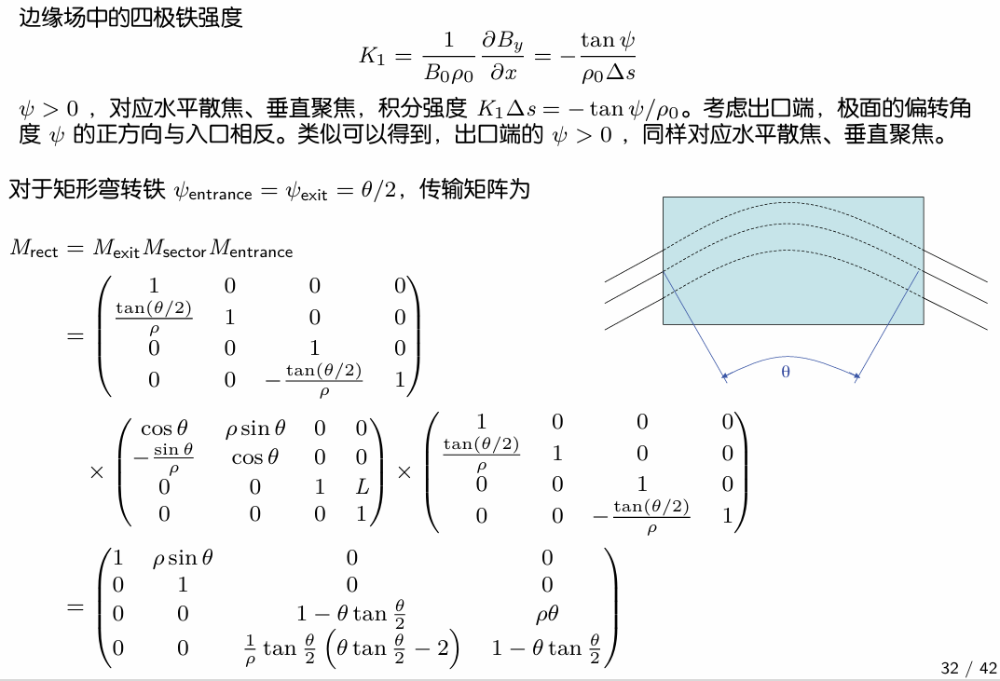 边缘场中的四极铁强度
$$K_1 = \frac{1}{B_0\rho_0}\frac{\partial B_y}{\partial x} = -\frac{\tan\psi}{\rho_0\Delta s}$$
$\psi > 0$ ，对应水平散焦、垂直聚焦，积分强度 $K_1\Delta s = -\tan\psi/\rho_0$。考虑出口端，极面的偏转角
度 $\psi$ 的正方向与入口相反。类似可以得到，出口端的 $\psi > 0$ ，同样对应水平散焦、垂直聚焦。
对于矩形弯转铁 $\psi_{\text{entrance}} = \psi_{\text{exit}} = \theta/2$，传输矩阵为
$M_{\text{rect}} = M_{\text{exit}}M_{\text{sector}}M_{\text{entrance}}$
$= \begin{pmatrix} 1 & 0 & 0 & 0 \\ \frac{\tan(\theta/2)}{\rho} & 1 & 0 & 0 \\ 0 & 0 & 1 & 0 \\ 0 & 0 & -\frac{\tan(\theta/2)}{\rho} & 1 \end{pmatrix}$
$\times \begin{pmatrix} \cos\theta & \rho\sin\theta & 0 & 0 \\ -\frac{\sin\theta}{\rho} & \cos\theta & 0 & 0 \\ 0 & 0 & 1 & L \\ 0 & 0 & 0 & 1 \end{pmatrix} \times \begin{pmatrix} 1 & 0 & 0 & 0 \\ \frac{\tan(\theta/2)}{\rho} & 1 & 0 & 0 \\ 0 & 0 & 1 & 0 \\ 0 & 0 & -\frac{\tan(\theta/2)}{\rho} & 1 \end{pmatrix}$
$= \begin{pmatrix} 1 & \rho\sin\theta & 0 & 0 \\ 0 & 1 & 0 & 0 \\ 0 & 0 & 1-\theta\tan\frac{\theta}{2} & \rho\theta \\ 0 & 0 & \frac{1}{\rho}\tan\frac{\theta}{2}\left(\theta\tan\frac{\theta}{2}-2\right) & 1-\theta\tan\frac{\theta}{2} \end{pmatrix}$
θ
32 / 42